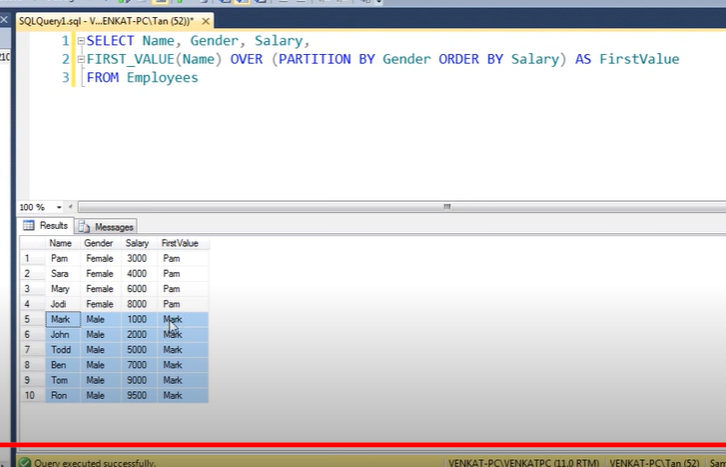 SQLQuery1.sql - V...ENKAT-PC\Tan (52))* ×
1 SELECT Name, Gender, Salary,
2 FIRST_VALUE(Name) OVER (PARTITION BY Gender ORDER BY Salary) AS FirstValue
3 FROM Employees
100 %
Results Messages
Name Gender Salary FirstValue
1 Pam Female 3000 Pam
2 Sara Female 4000 Pam
3 Mary Female 6000 Pam
4 Jodi Female 8000 Pam
5 Mark Male 1000 Mark
6 John Male 2000 Mark
7 Todd Male 5000 Mark
8 Ben Male 7000 Mark
9 Tom Male 9000 Mark
10 Ron Male 9500 Mark
Query executed successfully. VENKAT-PC\VENKATPC (11.0 RTM) VENKAT-PC\Tan (52)